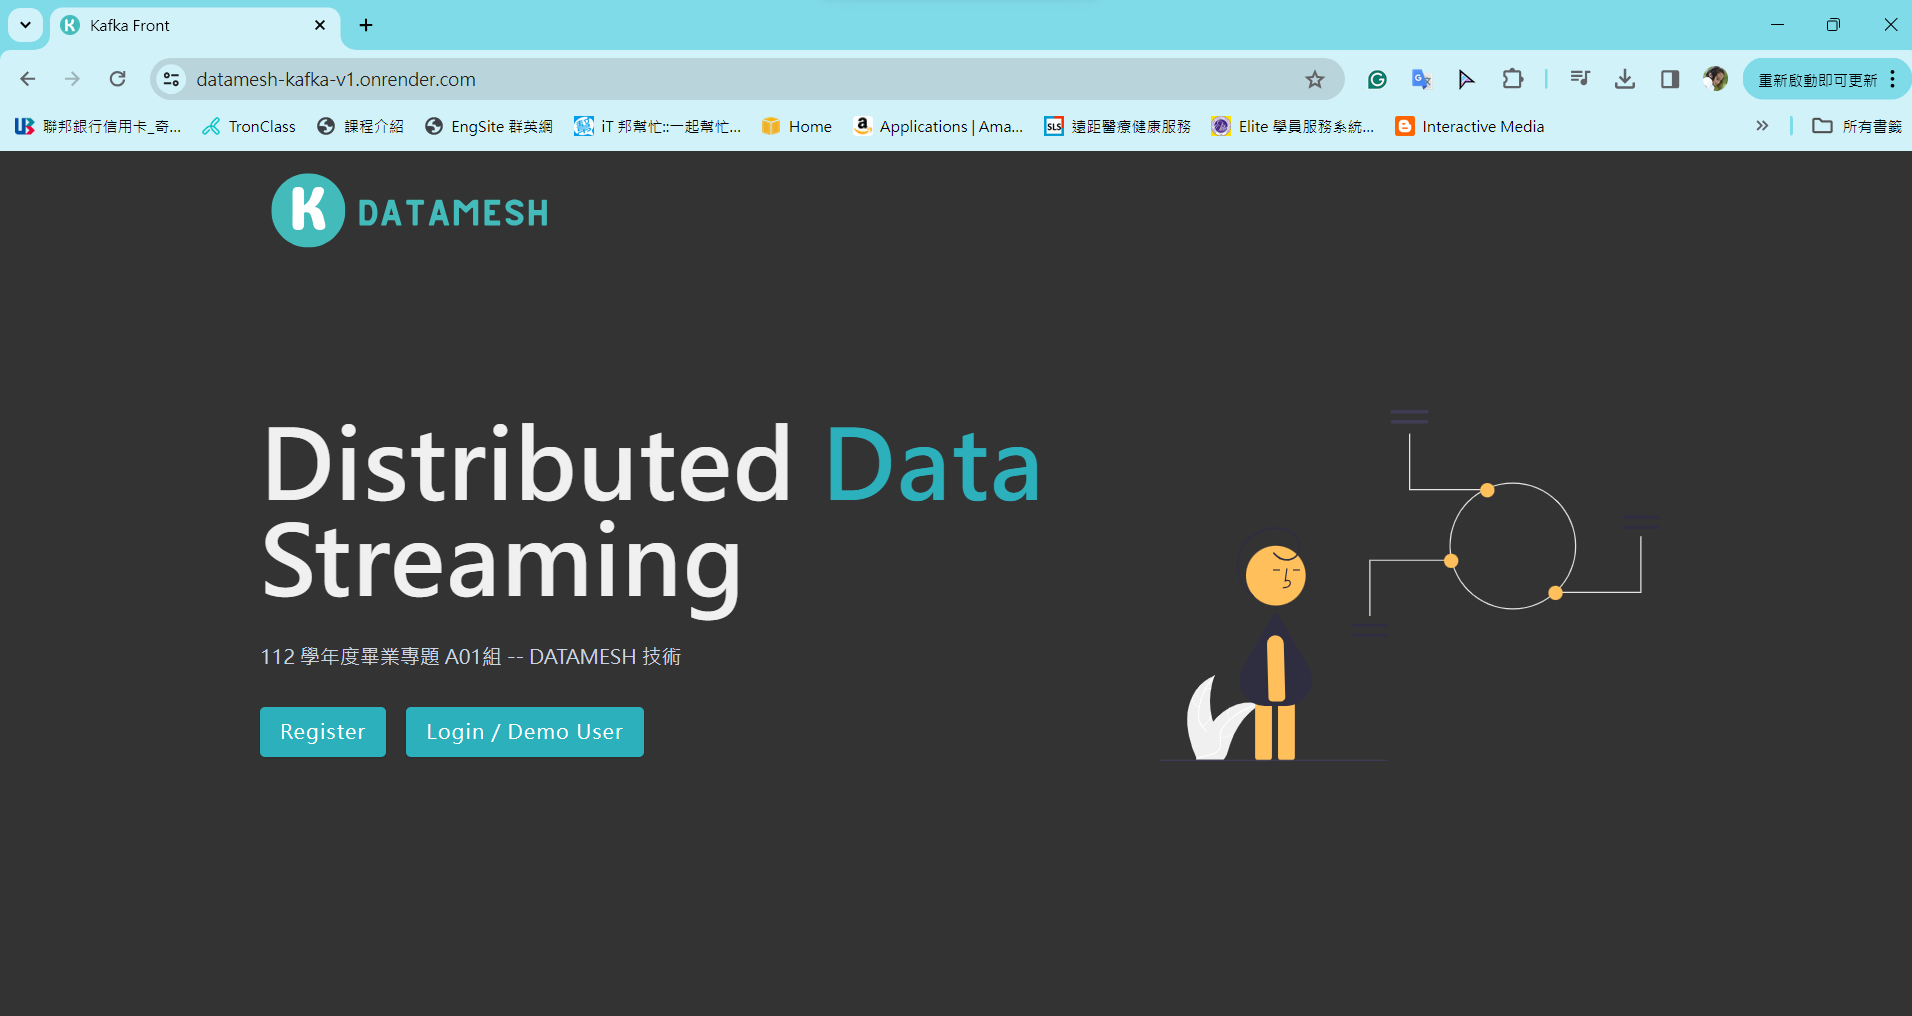 Kafka Front
datamesh-kafka-v1.onrender.com
重新啟動即可更新
聯邦銀行信用卡_奇...
TronClass
課程介紹
EngSite 群英網
iT 邦幫忙::一起幫忙...
Home
Applications | Ama...
SLS
遠距醫療健康服務
Elite 學員服務系統...
Interactive Media
所有書籤
K DATAMESH
Distributed Data
Streaming
112 學年度畢業專題 A01組 -- DATAMESH 技術
Register
Login / Demo User